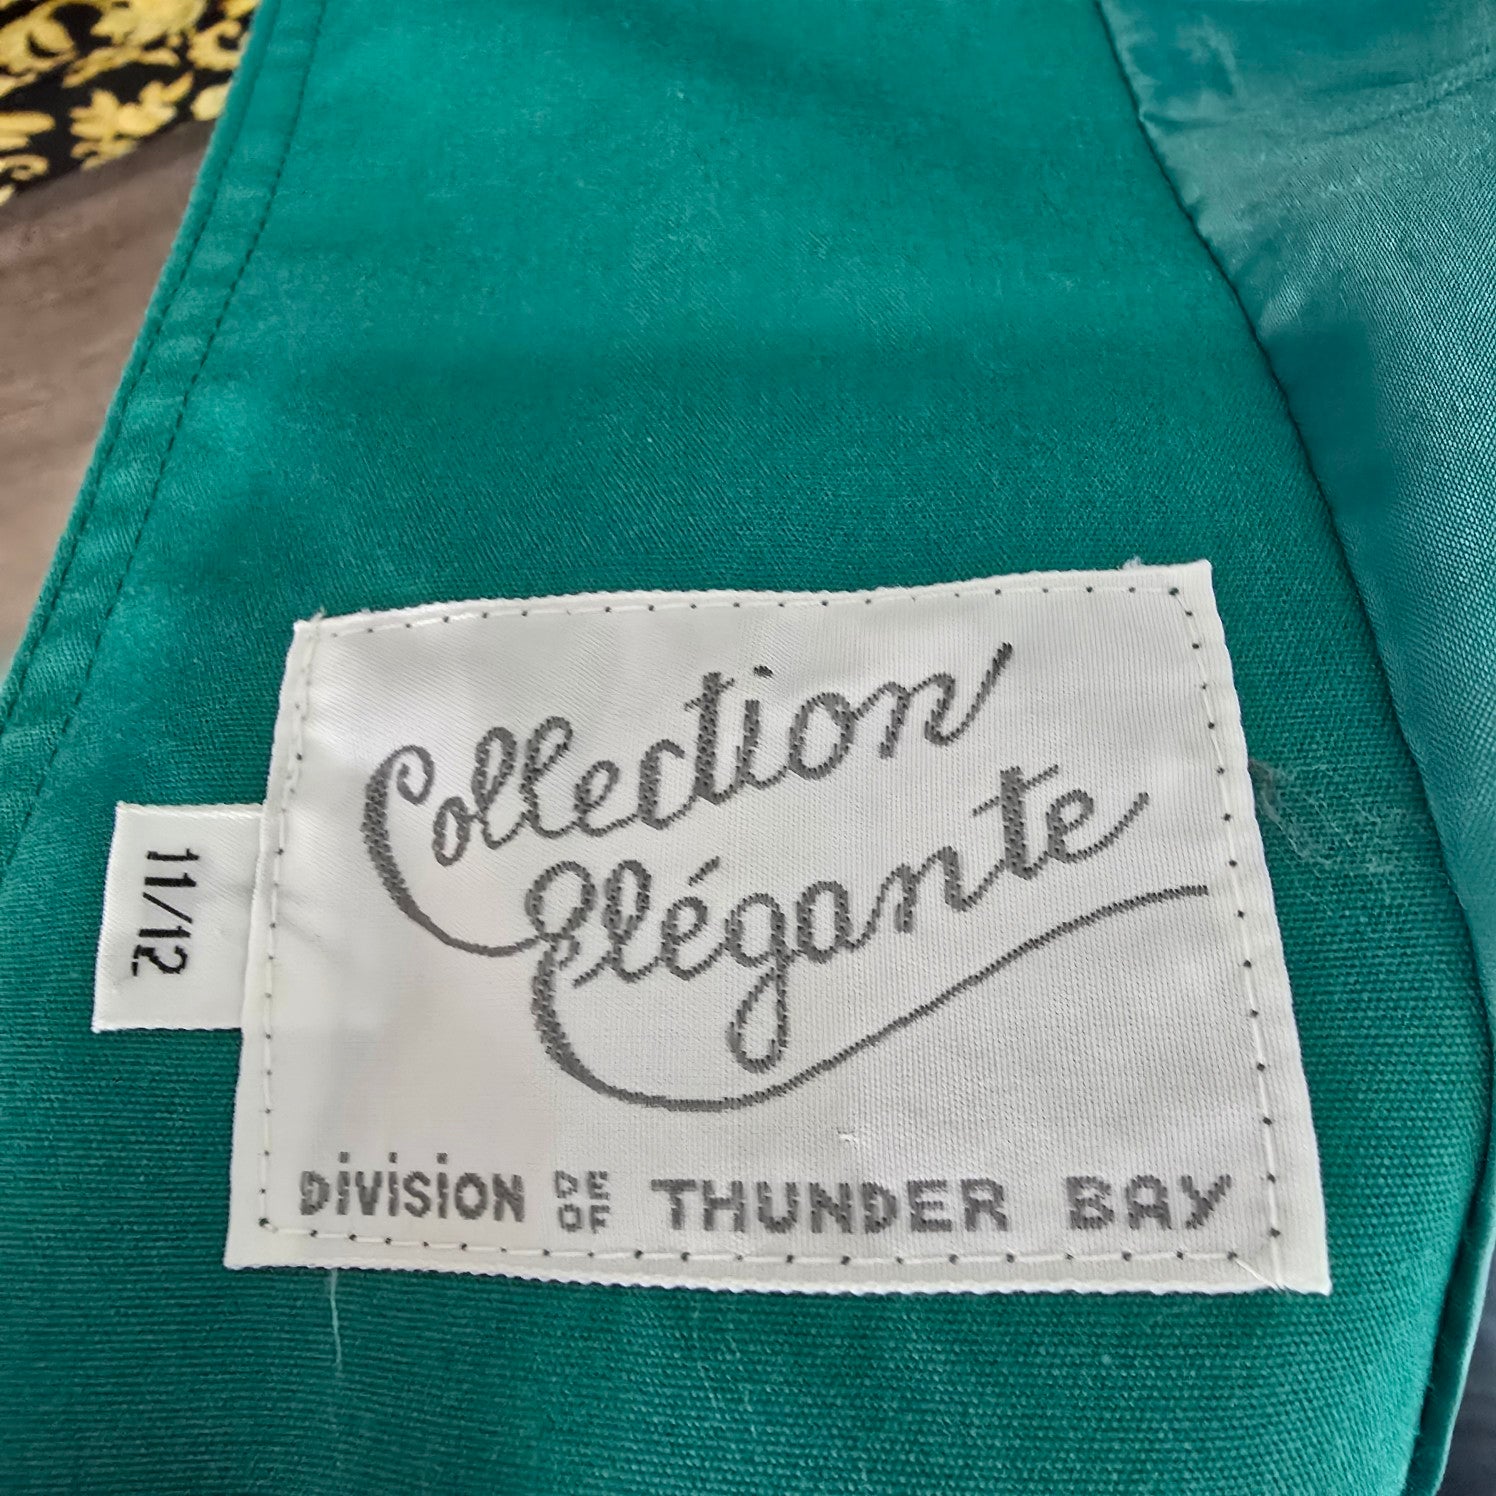 Collection
Elégante
11/12
DIVISION DE OF THUNDER BAY